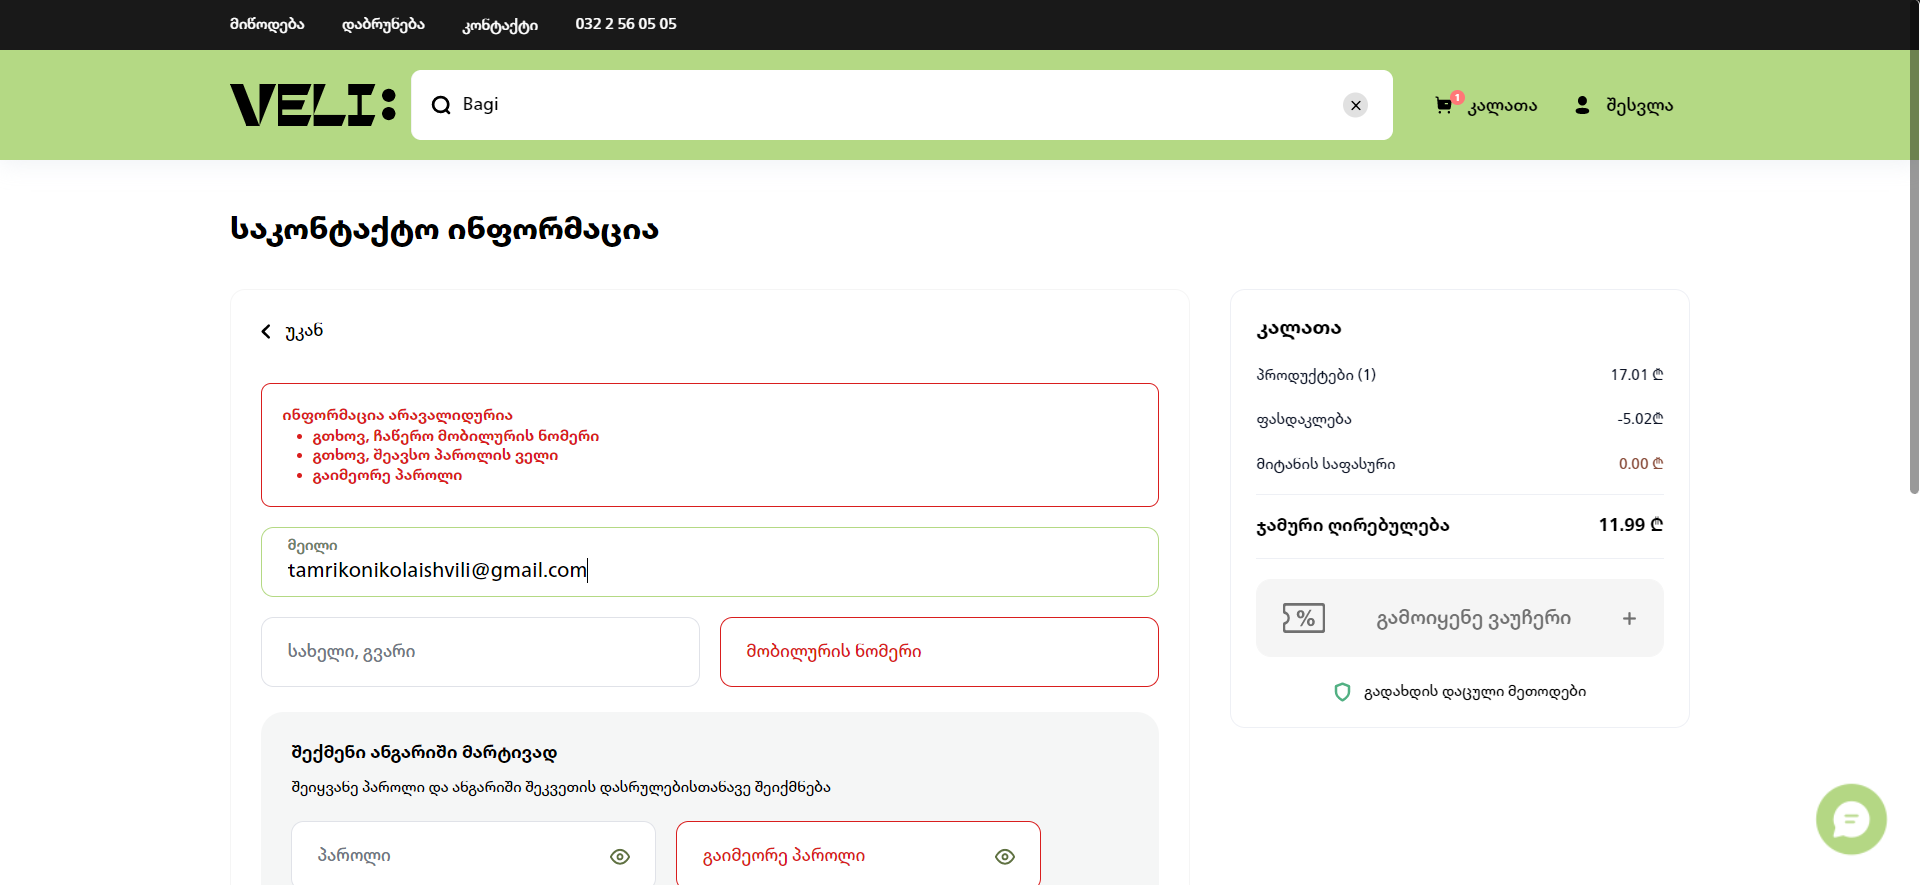 მიწოდება დაბრუნება კონტაქტი 032 2 56 05 05
VELI:
Bagi
1 კალათა
შესვლა
საკონტაქტო ინფორმაცია
უკან
ინფორმაცია არავალიდურია
გთხოვ, ჩაწერო მობილურის ნომერი
გთხოვ, შეავსო პაროლის ველი
გაიმეორე პაროლი
მეილი
tamrikonikolaishvili@gmail.com
სახელი, გვარი
მობილურის ნომერი
შექმენი ანგარიში მარტივად
შეიყვანე პაროლი და ანგარიში შეკვეთის დასრულებისთანავე შეიქმნება
პაროლი
გაიმეორე პაროლი
კალათა
პროდუქტები (1) 17.01 ₾
ფასდაკლება -5.02₾
მიტანის საფასური 0.00 ₾
ჯამური ღირებულება 11.99 ₾
% გამოიყენე ვაუჩერი +
გადახდის დაცული მეთოდები